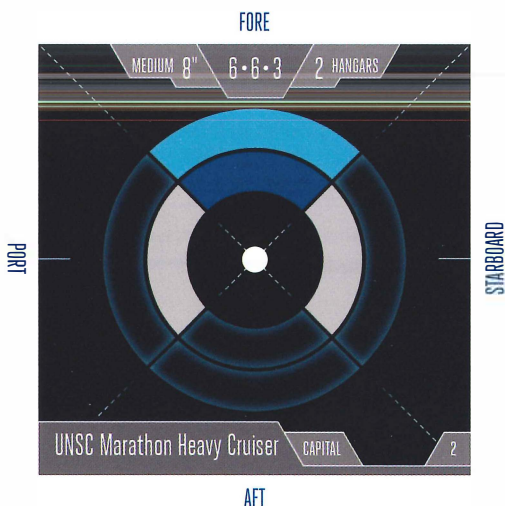 FORE
MEDIUM 8" 6•6•3 2 HANGARS
PORT
STARBOARD
UNSC Marathon Heavy Cruiser CAPITAL 2
AFT